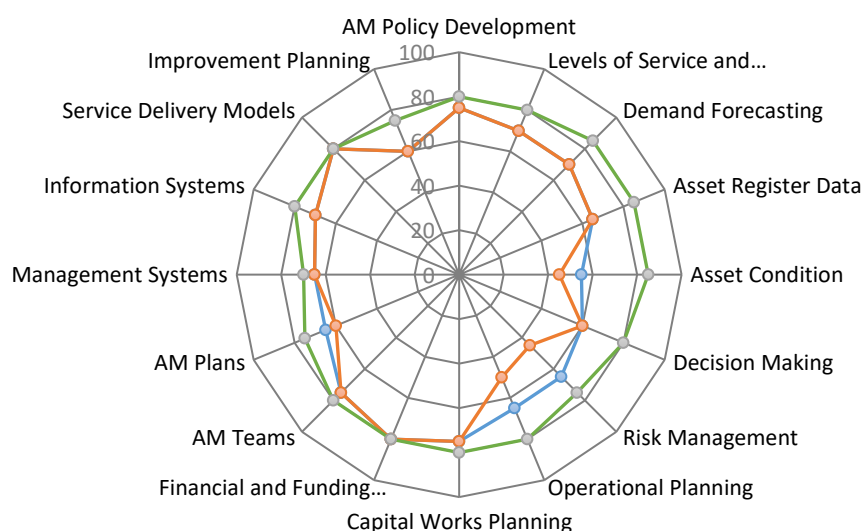 AM Policy Development
Levels of Service and...
Demand Forecasting
Asset Register Data
Asset Condition
Decision Making
Risk Management
Operational Planning
Capital Works Planning
Financial and Funding...
AM Teams
AM Plans
Management Systems
Information Systems
Service Delivery Models
Improvement Planning
100
80
60
40
20
0